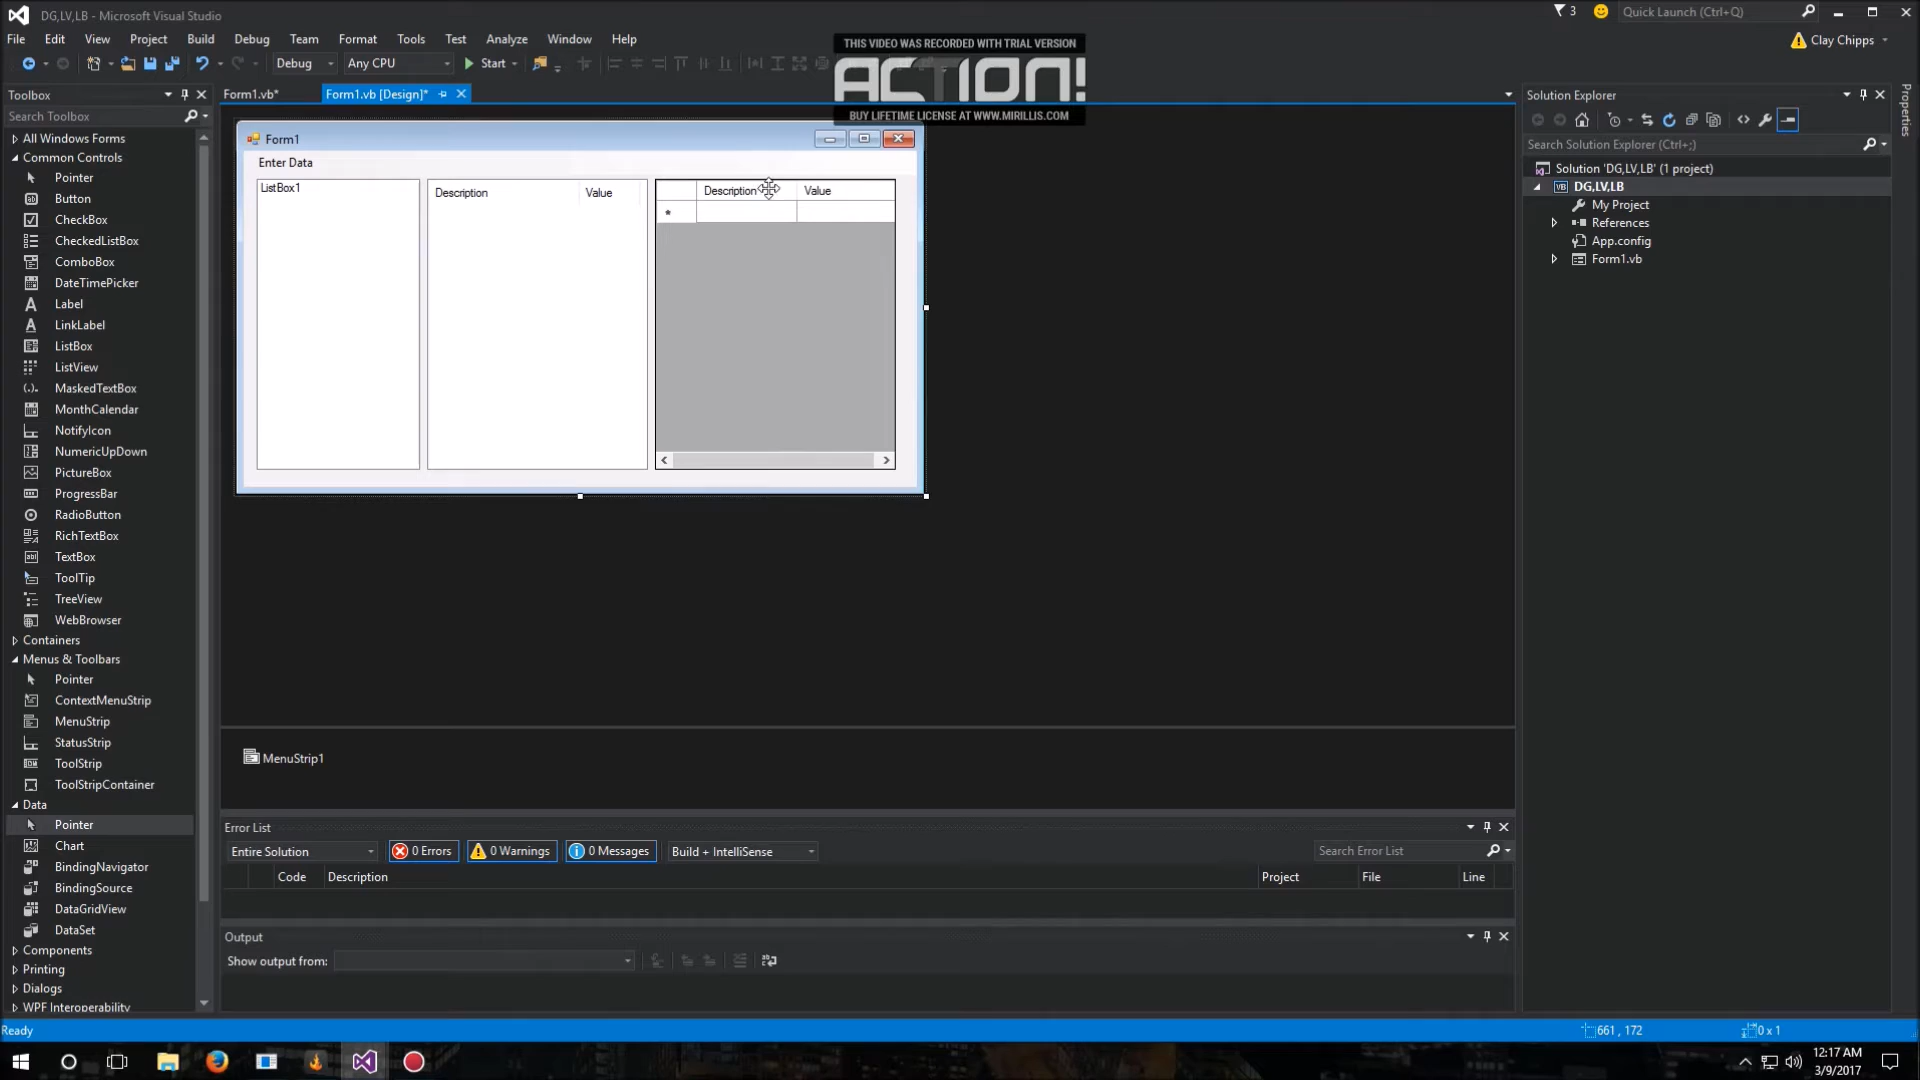 DG,LV,LB - Microsoft Visual Studio
3
Quick Launch (Ctrl+Q)
File Edit View Project Build Debug Team Format Tools Test Analyze Window Help
Clay Chipps
Debug Any CPU Start
THIS VIDEO WAS RECORDED WITH TRIAL VERSION
ACTION!
BUY LIFETIME LICENSE AT WWW.MIRILLIS.COM
Toolbox
Search Toolbox
All Windows Forms
Common Controls
Pointer
Button
CheckBox
CheckedListBox
ComboBox
DateTimePicker
Label
LinkLabel
ListBox
ListView
MaskedTextBox
MonthCalendar
NotifyIcon
NumericUpDown
PictureBox
ProgressBar
RadioButton
RichTextBox
TextBox
ToolTip
TreeView
WebBrowser
Containers
Menus & Toolbars
Pointer
ContextMenuStrip
MenuStrip
StatusStrip
ToolStrip
ToolStripContainer
Data
Pointer
Chart
BindingNavigator
BindingSource
DataGridView
DataSet
Components
Printing
Dialogs
WPF Interoperability
Form1.vb* Form1.vb [Design]*
Form1
Enter Data
ListBox1
Description Value
Description Value
MenuStrip1
Error List
Entire Solution 0 Errors 0 Warnings 0 Messages Build + IntelliSense Search Error List
Code Description Project File Line
Output
Show output from:
Solution Explorer
Search Solution Explorer (Ctrl+;)
Solution 'DG,LV,LB' (1 project)
DG,LV,LB
My Project
References
App.config
Form1.vb
Properties
Ready
661 , 172
0 x 1
12:17 AM
3/9/2017